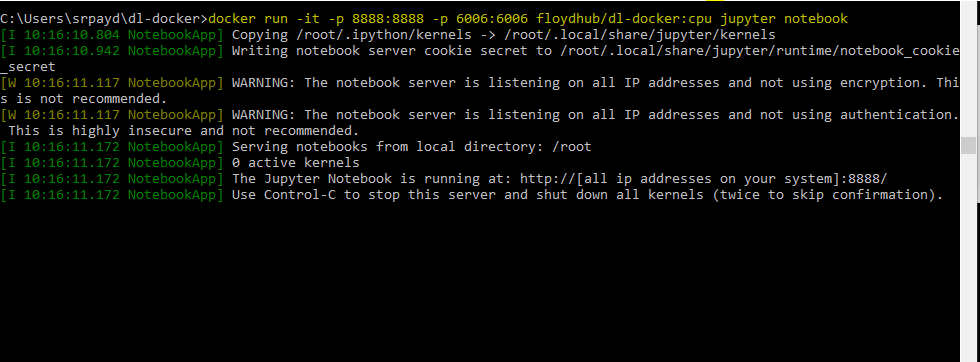 C:\Users\srpayd\dl-docker>docker run -it -p 8888:8888 -p 6006:6006 floydhub/dl-docker:cpu jupyter notebook
[I 10:16:10.804 NotebookApp] Copying /root/.ipython/kernels -> /root/.local/share/jupyter/kernels
[I 10:16:10.942 NotebookApp] Writing notebook server cookie secret to /root/.local/share/jupyter/runtime/notebook_cookie
_secret
[W 10:16:11.117 NotebookApp] WARNING: The notebook server is listening on all IP addresses and not using encryption. Thi
s is not recommended.
[W 10:16:11.117 NotebookApp] WARNING: The notebook server is listening on all IP addresses and not using authentication.
 This is highly insecure and not recommended.
[I 10:16:11.172 NotebookApp] Serving notebooks from local directory: /root
[I 10:16:11.172 NotebookApp] 0 active kernels
[I 10:16:11.172 NotebookApp] The Jupyter Notebook is running at: http://[all ip addresses on your system]:8888/
[I 10:16:11.172 NotebookApp] Use Control-C to stop this server and shut down all kernels (twice to skip confirmation).